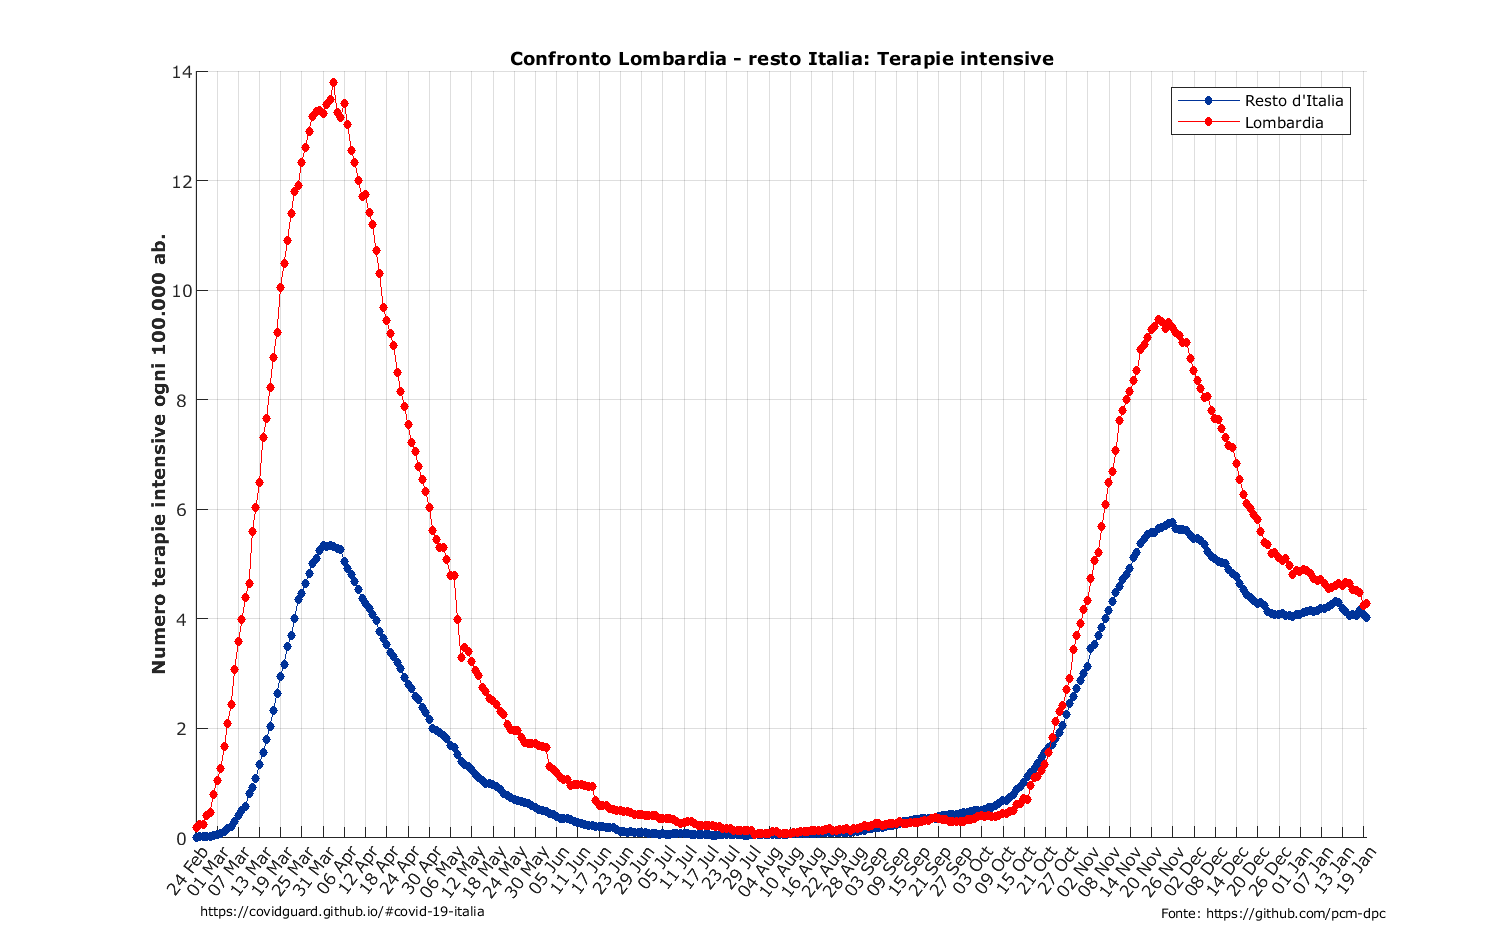 Confronto Lombardia - resto Italia: Terapie intensive
Resto d'Italia
Lombardia
Numero terapie intensive ogni 100.000 ab.
14
12
10
8
6
4
2
0
24 Feb
01 Mar
07 Mar
13 Mar
19 Mar
25 Mar
31 Mar
06 Apr
12 Apr
18 Apr
24 Apr
30 Apr
06 May
12 May
18 May
24 May
30 May
05 Jun
11 Jun
17 Jun
23 Jun
29 Jun
05 Jul
11 Jul
17 Jul
23 Jul
29 Jul
04 Aug
10 Aug
16 Aug
22 Aug
28 Aug
03 Sep
09 Sep
15 Sep
21 Sep
27 Sep
03 Oct
09 Oct
15 Oct
21 Oct
27 Oct
02 Nov
08 Nov
14 Nov
20 Nov
26 Nov
02 Dec
08 Dec
14 Dec
20 Dec
26 Dec
01 Jan
07 Jan
13 Jan
19 Jan
https://covidguard.github.io/#covid-19-italia
Fonte: https://github.com/pcm-dpc